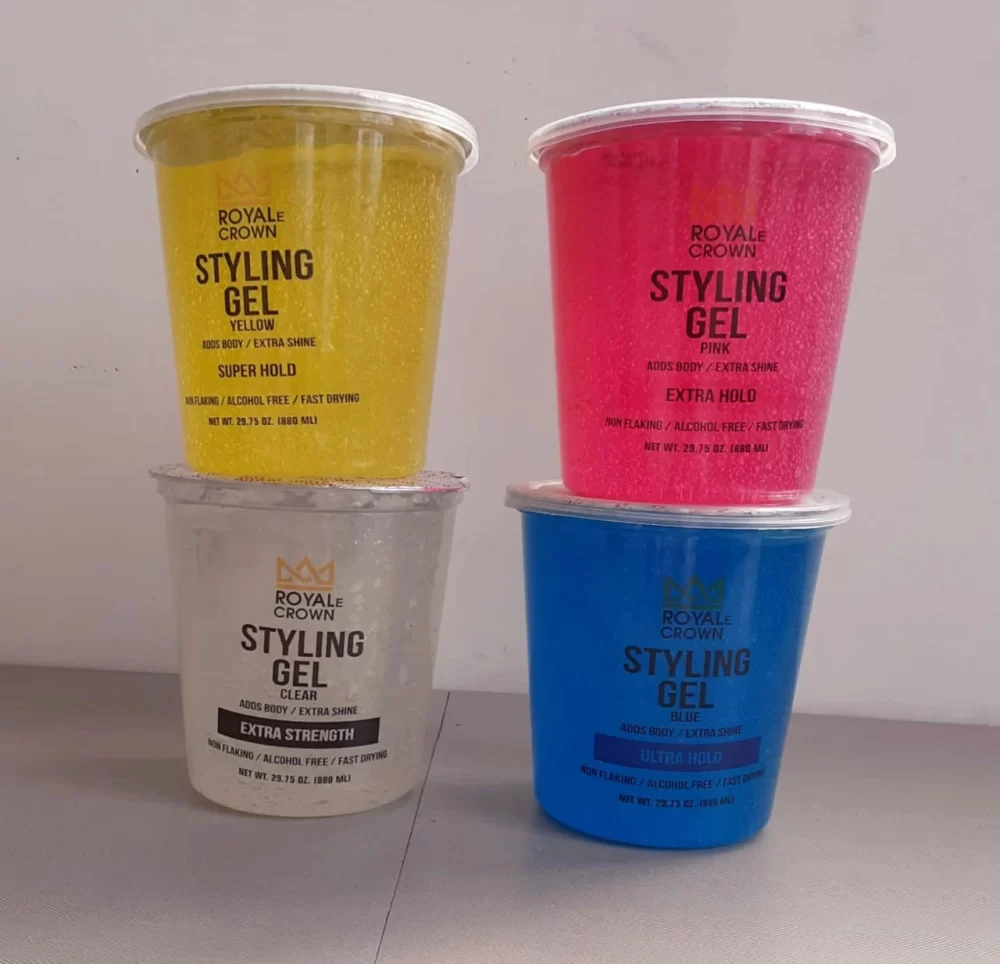 ROYALE
CROWN
STYLING
GEL
YELLOW
ADDS BODY / EXTRA SHINE
SUPER HOLD
NON FLAKING / ALCOHOL FREE / FAST DRYING
NET WT. 29.75 OZ. (880 ML)
ROYALE
CROWN
STYLING
GEL
PINK
ADDS BODY / EXTRA SHINE
EXTRA HOLD
NON FLAKING / ALCOHOL FREE / FAST DRYING
NET WT. 29.75 OZ. (880 ML)
ROYALE
CROWN
STYLING
GEL
CLEAR
ADDS BODY / EXTRA SHINE
EXTRA STRENGTH
NON FLAKING / ALCOHOL FREE / FAST DRYING
NET WT. 29.75 OZ. (880 ML)
ROYALE
CROWN
STYLING
GEL
BLUE
ADDS BODY / EXTRA SHINE
ULTRA HOLD
NON FLAKING / ALCOHOL FREE / FAST DRYING
NET WT. 29.75 OZ. (880 ML)